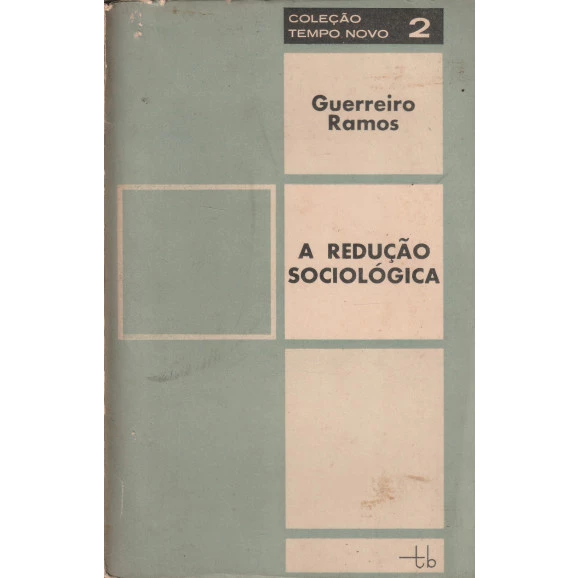 COLEÇÃO
TEMPO NOVO 2
Guerreiro
Ramos
A REDUÇÃO
SOCIOLÓGICA
tb